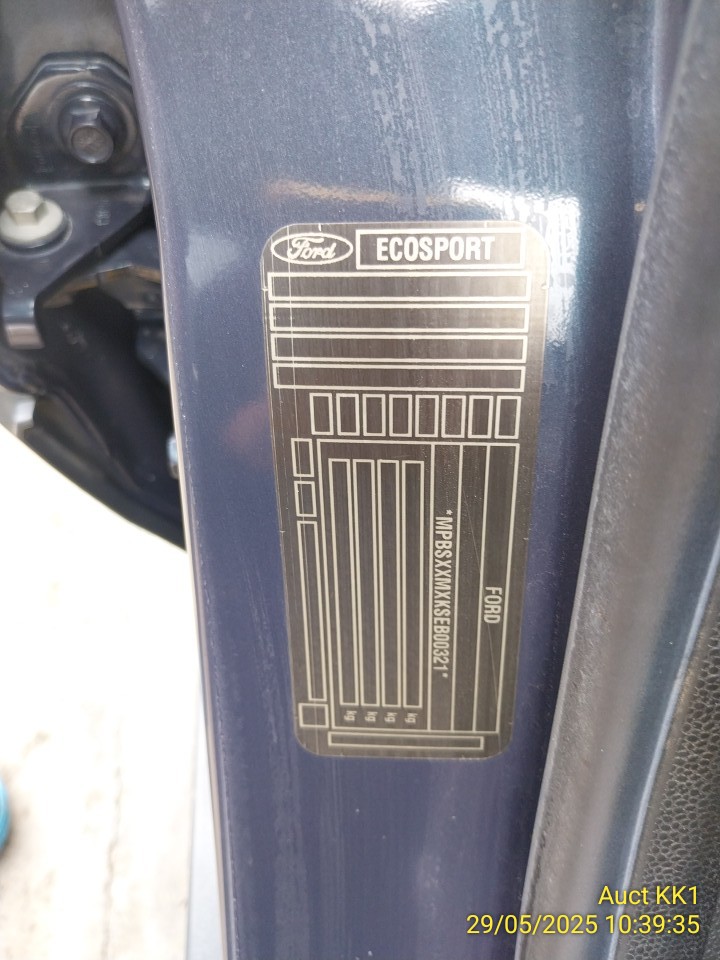 Ford
ECOSPORT
FORD
*MPBSXXMXKSEB00321*
kg
kg
kg
kg
Auct KK1
29/05/2025 10:39:35